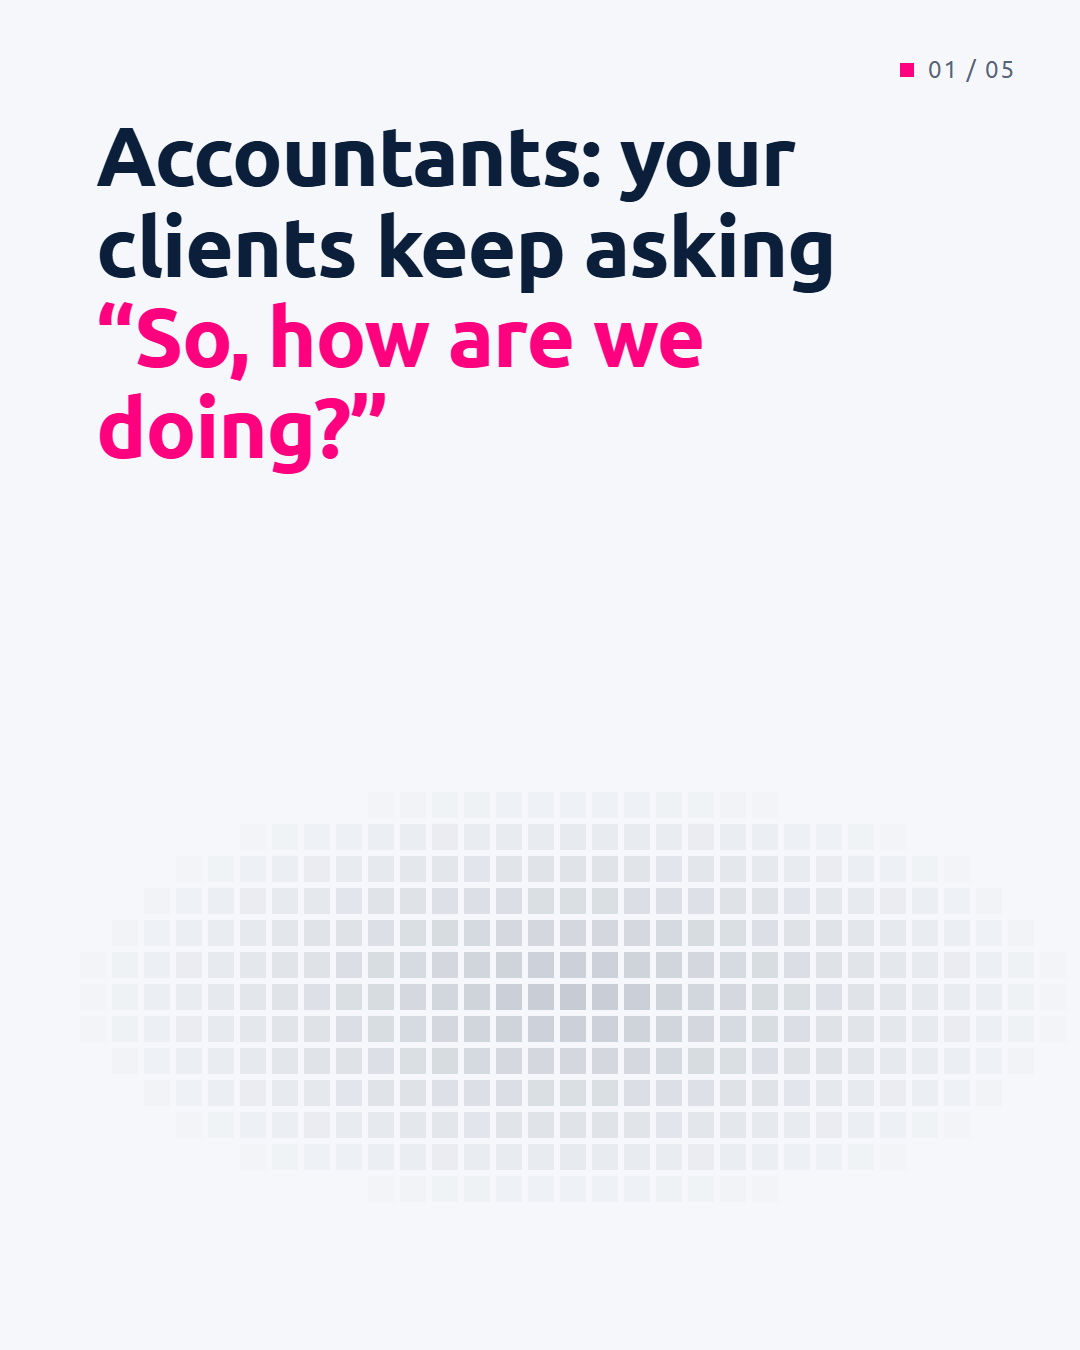 01 / 05
Accountants: your
clients keep asking
“So, how are we
doing?”